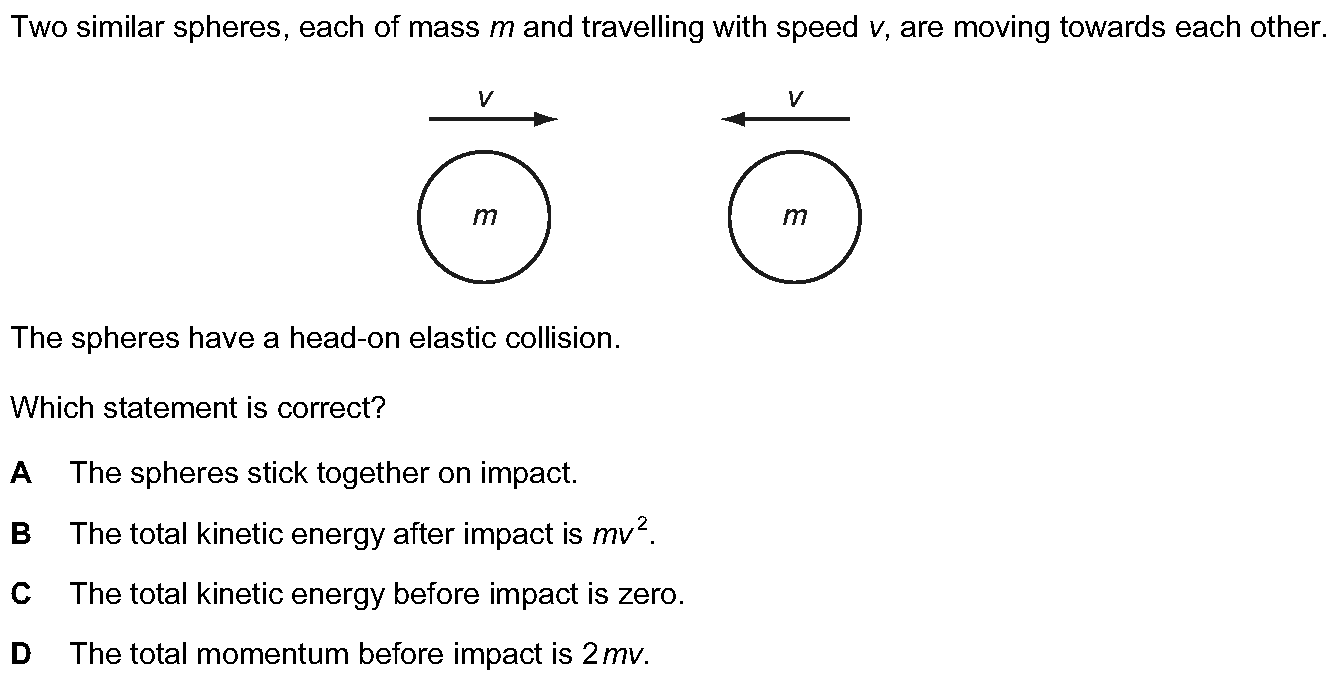 Two similar spheres, each of mass m and travelling with speed v, are moving towards each other.
v v
m m
The spheres have a head-on elastic collision.
Which statement is correct?
A The spheres stick together on impact.
B The total kinetic energy after impact is mv².
C The total kinetic energy before impact is zero.
D The total momentum before impact is 2mv.